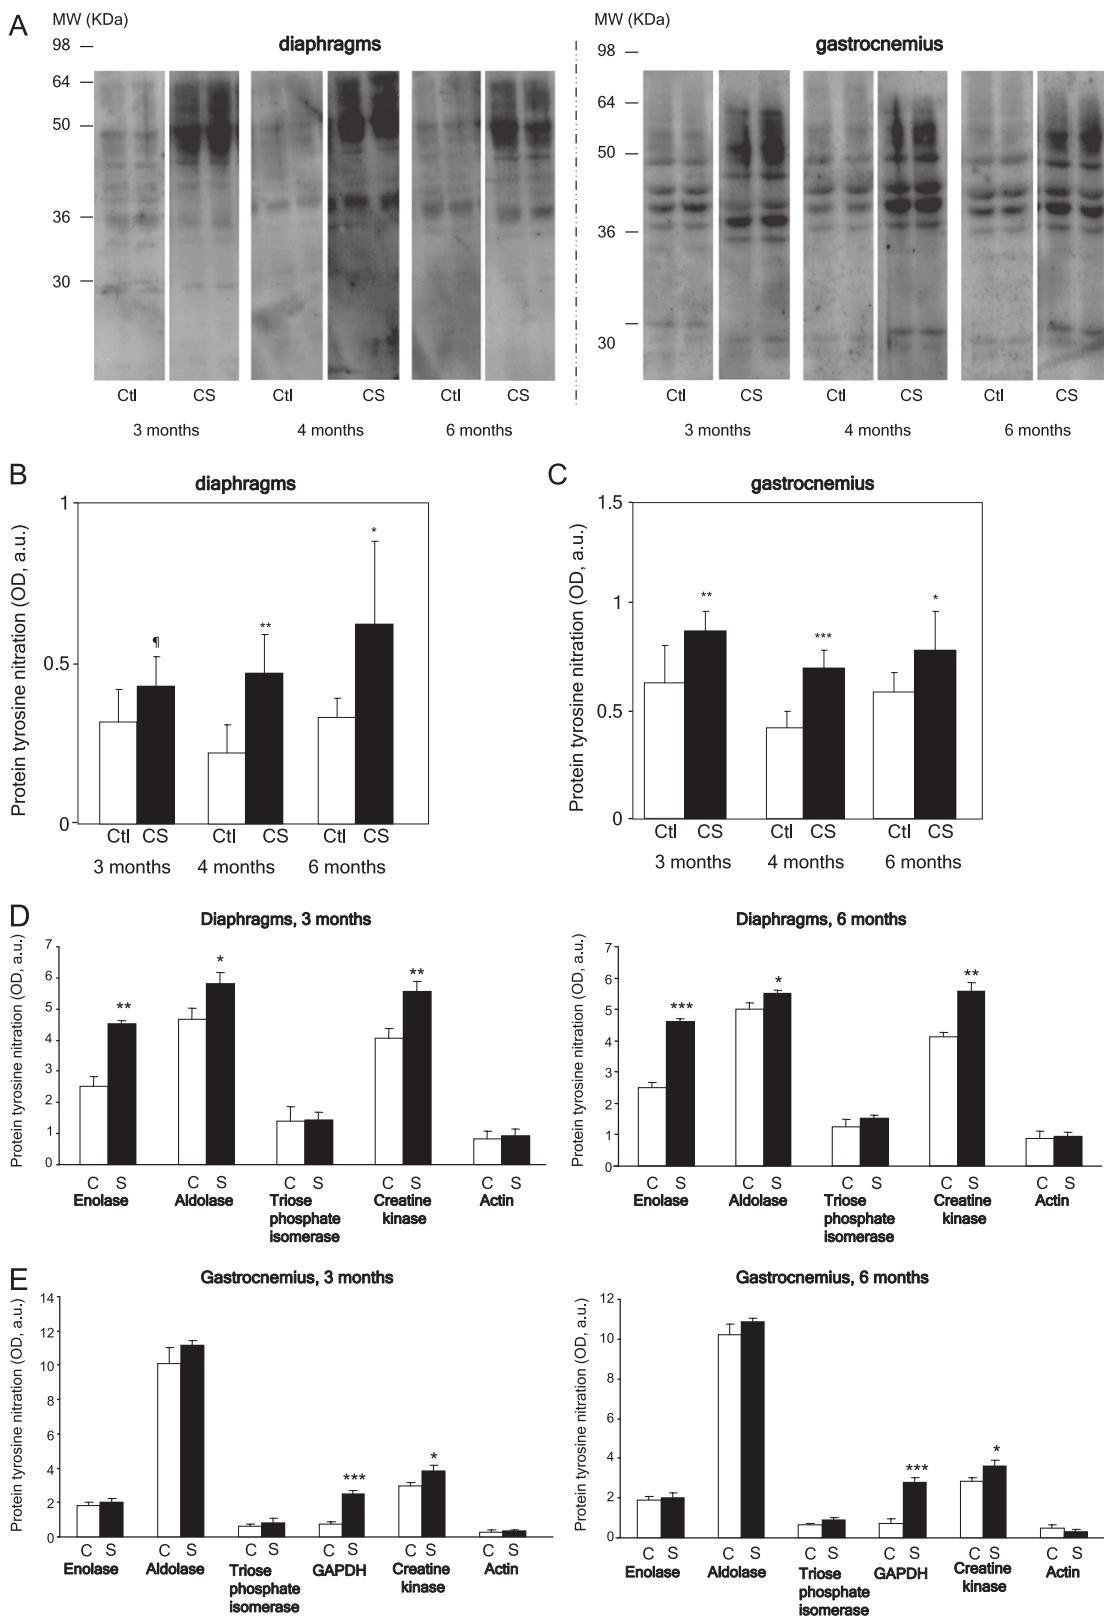 A
MW (KDa)
diaphragms
98
64
50
36
30
Ctl CS Ctl CS Ctl CS
3 months 4 months 6 months
MW (KDa)
gastrocnemius
98
64
50
36
30
Ctl CS Ctl CS Ctl CS
3 months 4 months 6 months
B
diaphragms
Protein tyrosine nitration (OD, a.u.)
1
0.5
0
¶
**
*
Ctl CS Ctl CS Ctl CS
3 months 4 months 6 months
C
gastrocnemius
Protein tyrosine nitration (OD, a.u.)
1.5
1
0.5
0
**
***
*
Ctl CS Ctl CS Ctl CS
3 months 4 months 6 months
D
Diaphragms, 3 months
Protein tyrosine nitration (OD, a.u.)
7
6
5
4
3
2
1
0
**
*
**
C S C S C S C S C S
Enolase Aldolase Triose Creatine Actin
phosphate kinase
isomerase
Diaphragms, 6 months
Protein tyrosine nitration (OD, a.u.)
7
6
5
4
3
2
1
0
***
*
**
C S C S C S C S C S
Enolase Aldolase Triose Creatine Actin
phosphate kinase
isomerase
E
Gastrocnemius, 3 months
Protein tyrosine nitration (OD, a.u.)
14
12
10
8
6
4
2
0
***
*
C S C S C S C S C S C S
Enolase Aldolase Triose GAPDH Creatine Actin
phosphate kinase
isomerase
Gastrocnemius, 6 months
Protein tyrosine nitration (OD, a.u.)
12
10
8
6
4
2
0
***
*
C S C S C S C S C S C S
Enolase Aldolase Triose GAPDH Creatine Actin
phosphate kinase
isomerase